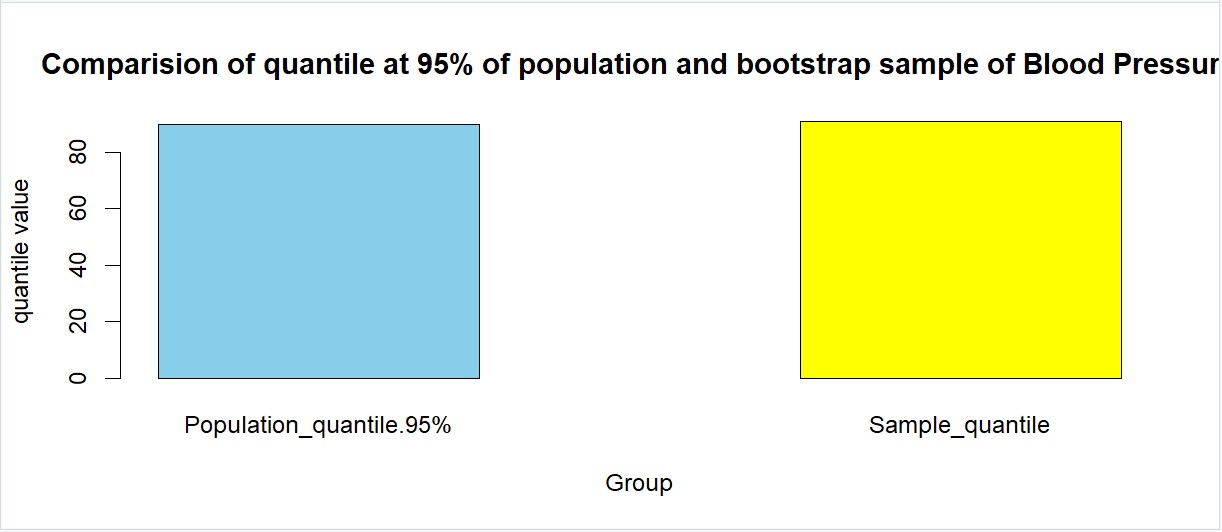 Comparision of quantile at 95% of population and bootstrap sample of Blood Pressur
80
60
40
20
0
quantile value
Population_quantile.95%
Sample_quantile
Group